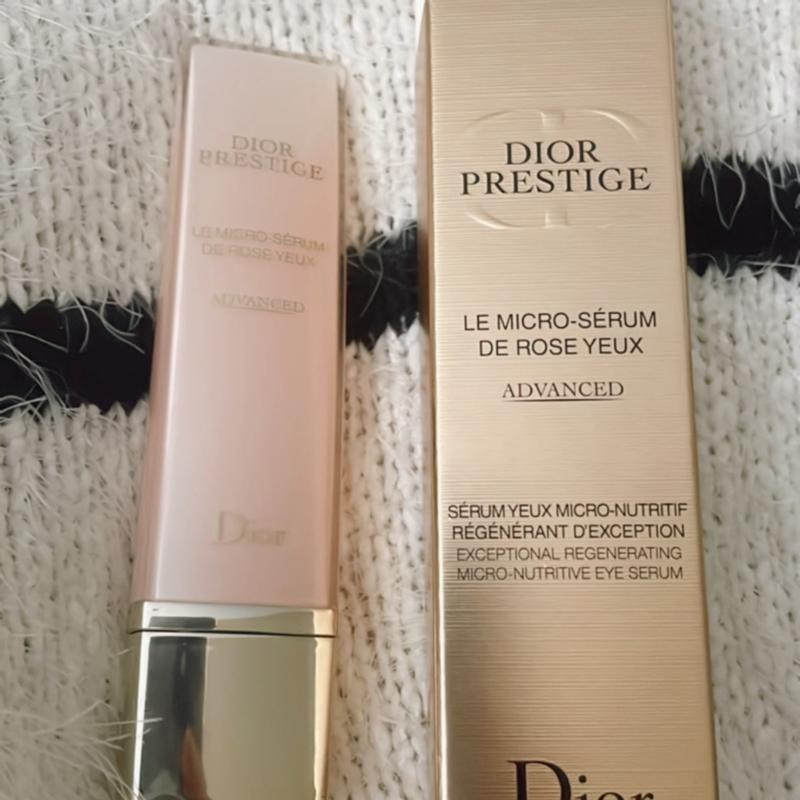 DIOR
PRESTIGE
LE MICRO-SÉRUM
DE ROSE YEUX
ADVANCED
Dior
DIOR
PRESTIGE
LE MICRO-SÉRUM
DE ROSE YEUX
ADVANCED
SÉRUM YEUX MICRO-NUTRITIF
RÉGÉNÉRANT D'EXCEPTION
EXCEPTIONAL REGENERATING
MICRO-NUTRITIVE EYE SERUM
Dior